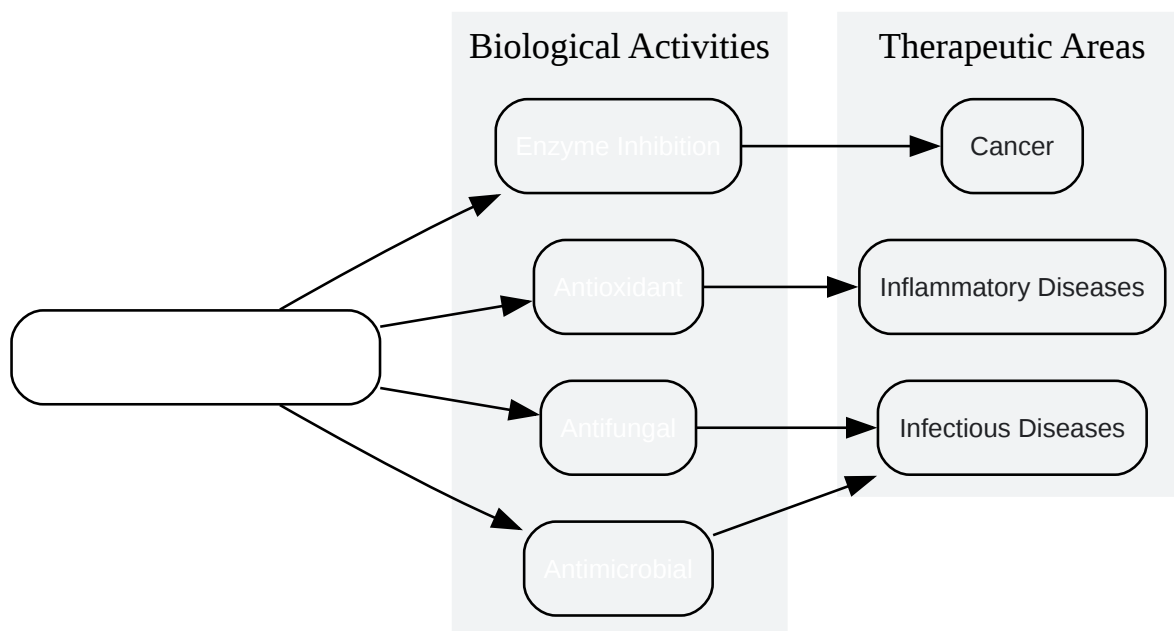 Biological Activities
Therapeutic Areas
Enzyme Inhibition
Cancer
Antioxidant
Inflammatory Diseases
Antifungal
Infectious Diseases
Antimicrobial